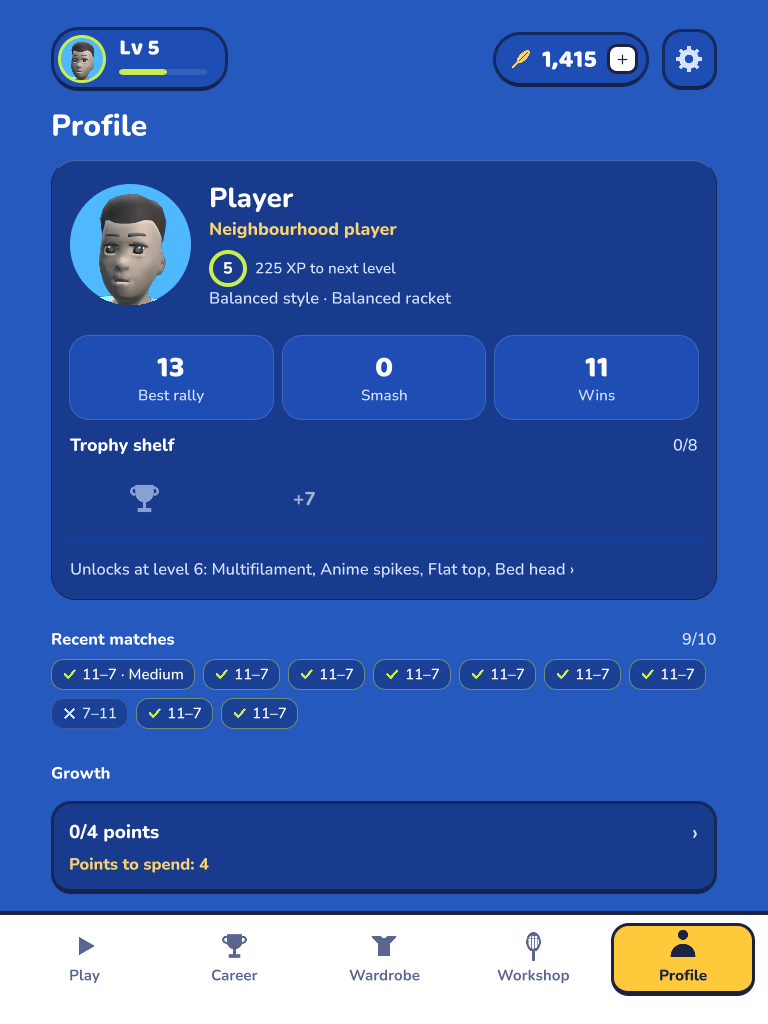 Lv 5
1,415
+
Profile
Player
Neighbourhood player
5 225 XP to next level
Balanced style · Balanced racket
13 0 11
Best rally Smash Wins
Trophy shelf 0/8
+7
Unlocks at level 6: Multifilament, Anime spikes, Flat top, Bed head ›
Recent matches 9/10
11–7 · Medium 11–7 11–7 11–7 11–7 11–7 11–7
7–11 11–7 11–7
Growth
0/4 points ›
Points to spend: 4
Play Career Wardrobe Workshop Profile